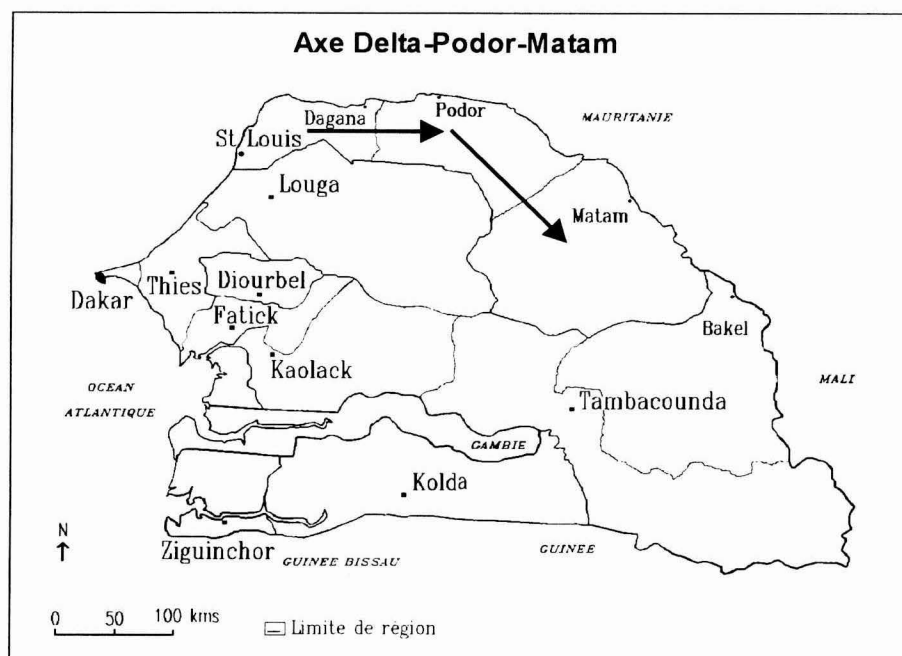 Axe Delta-Podor-Matam
Podor
MAURITANIE
Dagana
St Louis
Louga
Matam
Thies
Diourbel
Dakar
Fatick
Bakel
Kaolack
OCEAN
ATLANTIQUE
MALI
Tambacounda
GAMBIE
Kolda
N
Ziguinchor
GUINEE BISSAU
GUINEE
0 50 100 kms
Limite de région